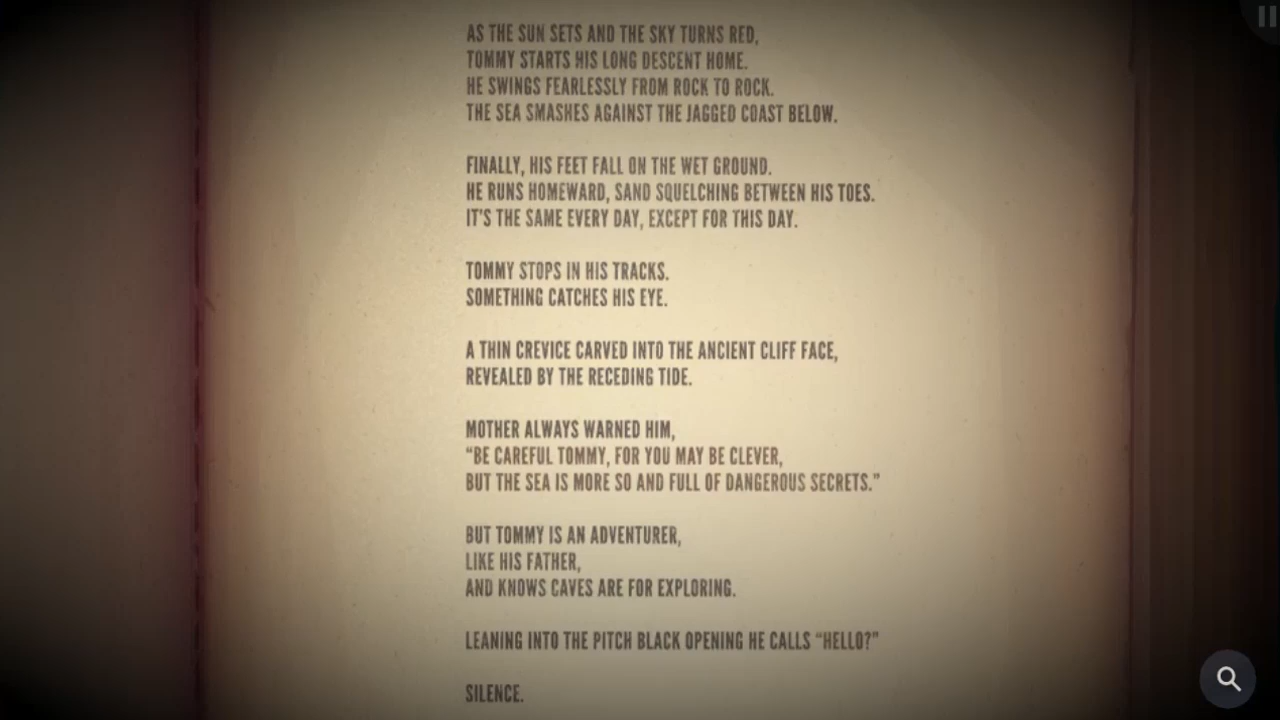 AS THE SUN SETS AND THE SKY TURNS RED,
TOMMY STARTS HIS LONG DESCENT HOME.
HE SWINGS FEARLESSLY FROM ROCK TO ROCK.
THE SEA SMASHES AGAINST THE JAGGED COAST BELOW.
FINALLY, HIS FEET FALL ON THE WET GROUND.
HE RUNS HOMEWARD, SAND SQUELCHING BETWEEN HIS TOES.
IT'S THE SAME EVERY DAY, EXCEPT FOR THIS DAY.
TOMMY STOPS IN HIS TRACKS.
SOMETHING CATCHES HIS EYE.
A THIN CREVICE CARVED INTO THE ANCIENT CLIFF FACE,
REVEALED BY THE RECEDING TIDE.
MOTHER ALWAYS WARNED HIM,
“BE CAREFUL TOMMY, FOR YOU MAY BE CLEVER,
BUT THE SEA IS MORE SO AND FULL OF DANGEROUS SECRETS.”
BUT TOMMY IS AN ADVENTURER,
LIKE HIS FATHER,
AND KNOWS CAVES ARE FOR EXPLORING.
LEANING INTO THE PITCH BLACK OPENING HE CALLS “HELLO?”
SILENCE.